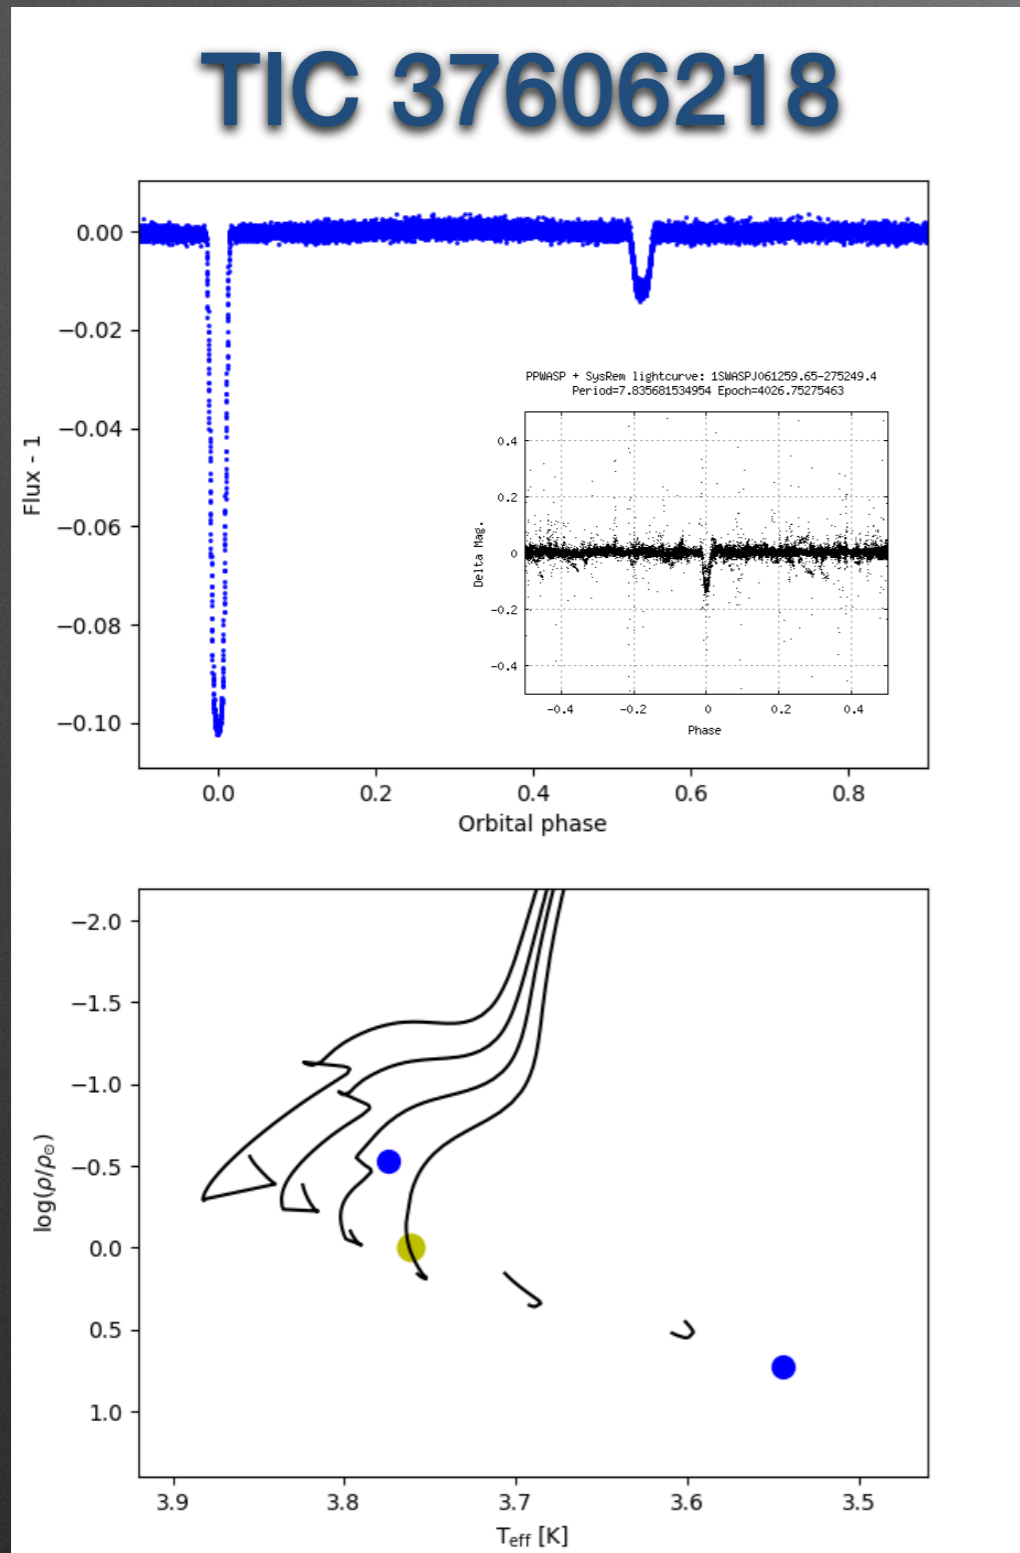 TIC 37606218
0.00
−0.02
−0.04
−0.06
−0.08
−0.10
Flux - 1
0.0 0.2 0.4 0.6 0.8
Orbital phase
PPWASP + SysRem lightcurve: 1SWASPJ061259.65-275249.4
Period=7.835681534954 Epoch=4026.75275463
0.4
0.2
0
-0.2
-0.4
Delta Mag.
-0.4 -0.2 0 0.2 0.4
Phase
−2.0
−1.5
−1.0
−0.5
0.0
0.5
1.0
log(ρ/ρ☉)
3.9 3.8 3.7 3.6 3.5
Teff [K]